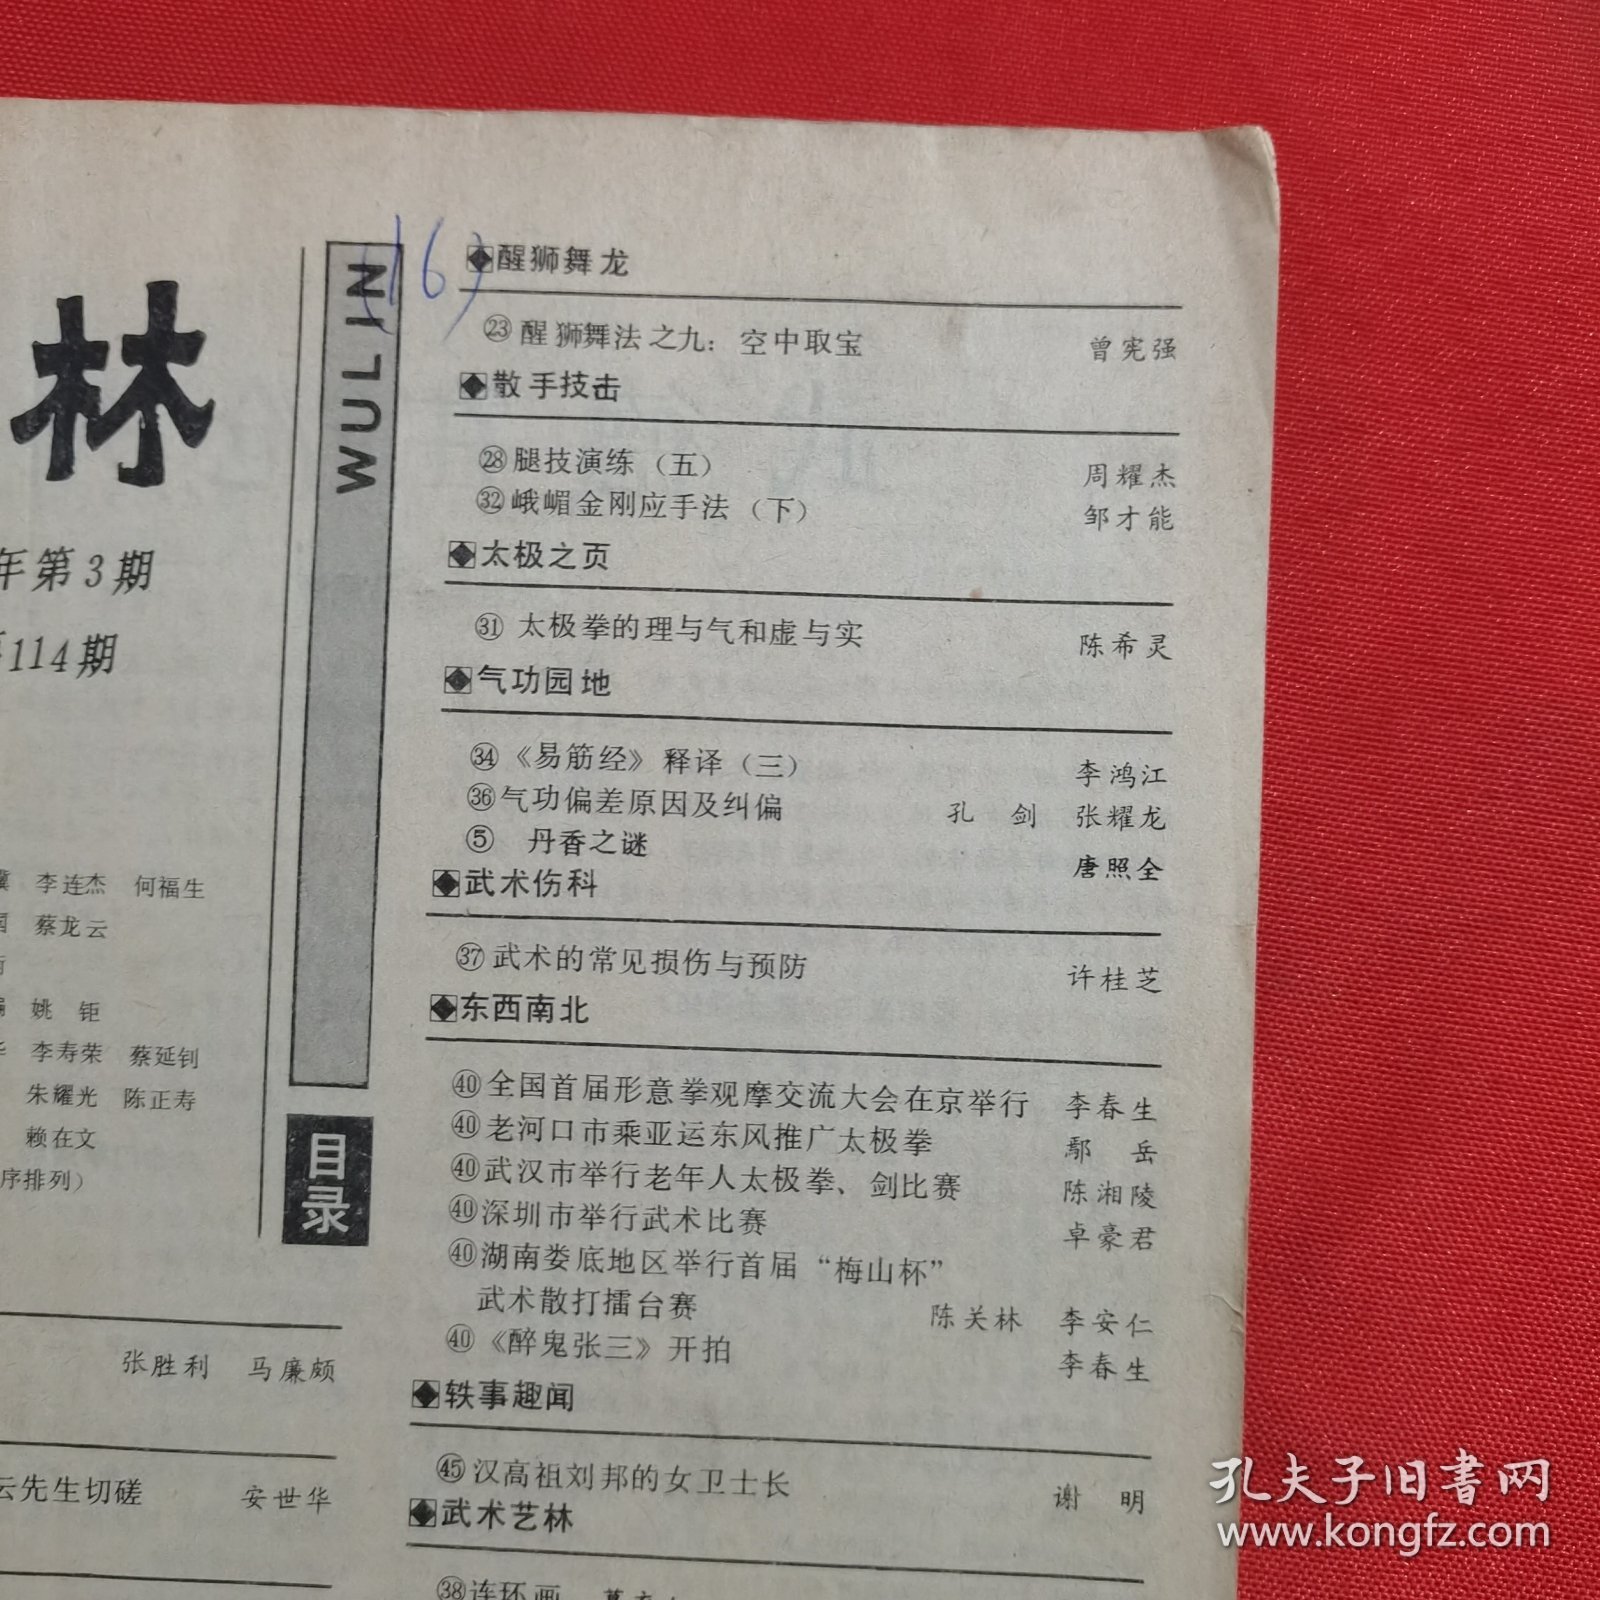 林
年第3期
114期
李连杰 何福生
蔡龙云
姚 钜
李寿荣 蔡延钊
朱耀光 陈正寿
赖在文
序排列）
张胜利 马廉颇
云先生切磋 安世华
WULIN
(16)
目录
醒狮舞龙
㉓醒狮舞法之九：空中取宝 曾宪强
散手技击
㉘腿技演练（五） 周耀杰
㉜峨嵋金刚应手法（下） 邹才能
太极之页
㉛ 太极拳的理与气和虚与实 陈希灵
气功园地
㉞《易筋经》释译（三） 李鸿江
㊱气功偏差原因及纠偏 孔 剑 张耀龙
⑤ 丹香之谜 唐照全
武术伤科
㊲武术的常见损伤与预防 许桂芝
东西南北
㊵全国首届形意拳观摩交流大会在京举行 李春生
㊵老河口市乘亚运东风推广太极拳 鄢 岳
㊵武汉市举行老年人太极拳、剑比赛 陈湘陵
㊵深圳市举行武术比赛 卓豪君
㊵湖南娄底地区举行首届“梅山杯”
武术散打擂台赛 陈关林 李安仁
㊵《醉鬼张三》开拍 李春生
轶事趣闻
㊺汉高祖刘邦的女卫士长 谢 明
武术艺林
㊳连环画
孔夫子旧书网
www.kongfz.com